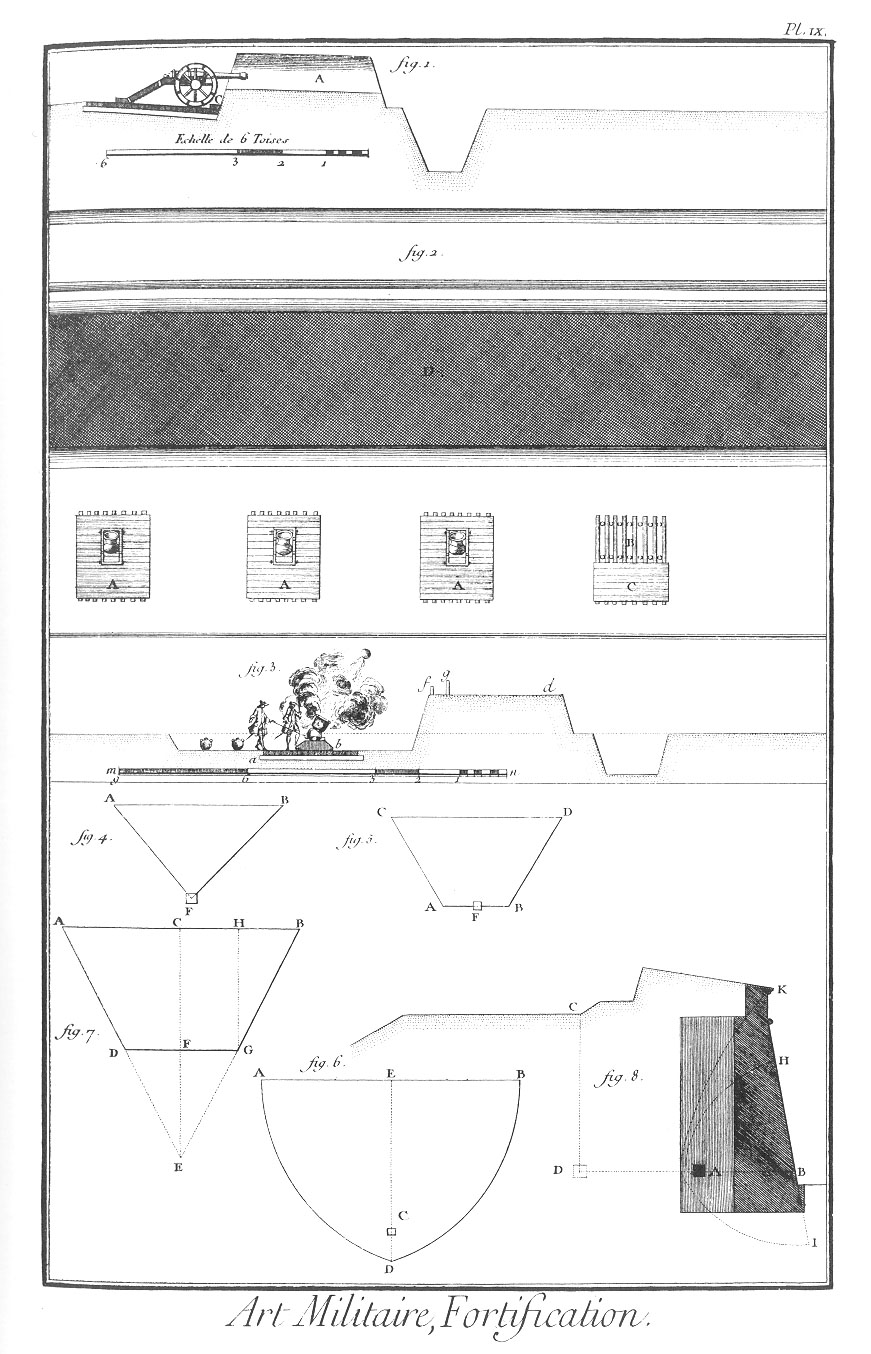 Pl. IX.
fig. 1.
A
C
Echelle de 6 Toises
6 3 2 1
fig. 2.
D
B
A A A C
fig. 3.
f g d
a b
m n
9 6 3 2 1
A B
C D
fig. 4.
fig. 5.
F
A F B
A C H B
C K
fig. 7.
D F G
fig. 6.
A E B
fig. 8.
H
E
D A B
C
I
D
Art Militaire, Fortification.